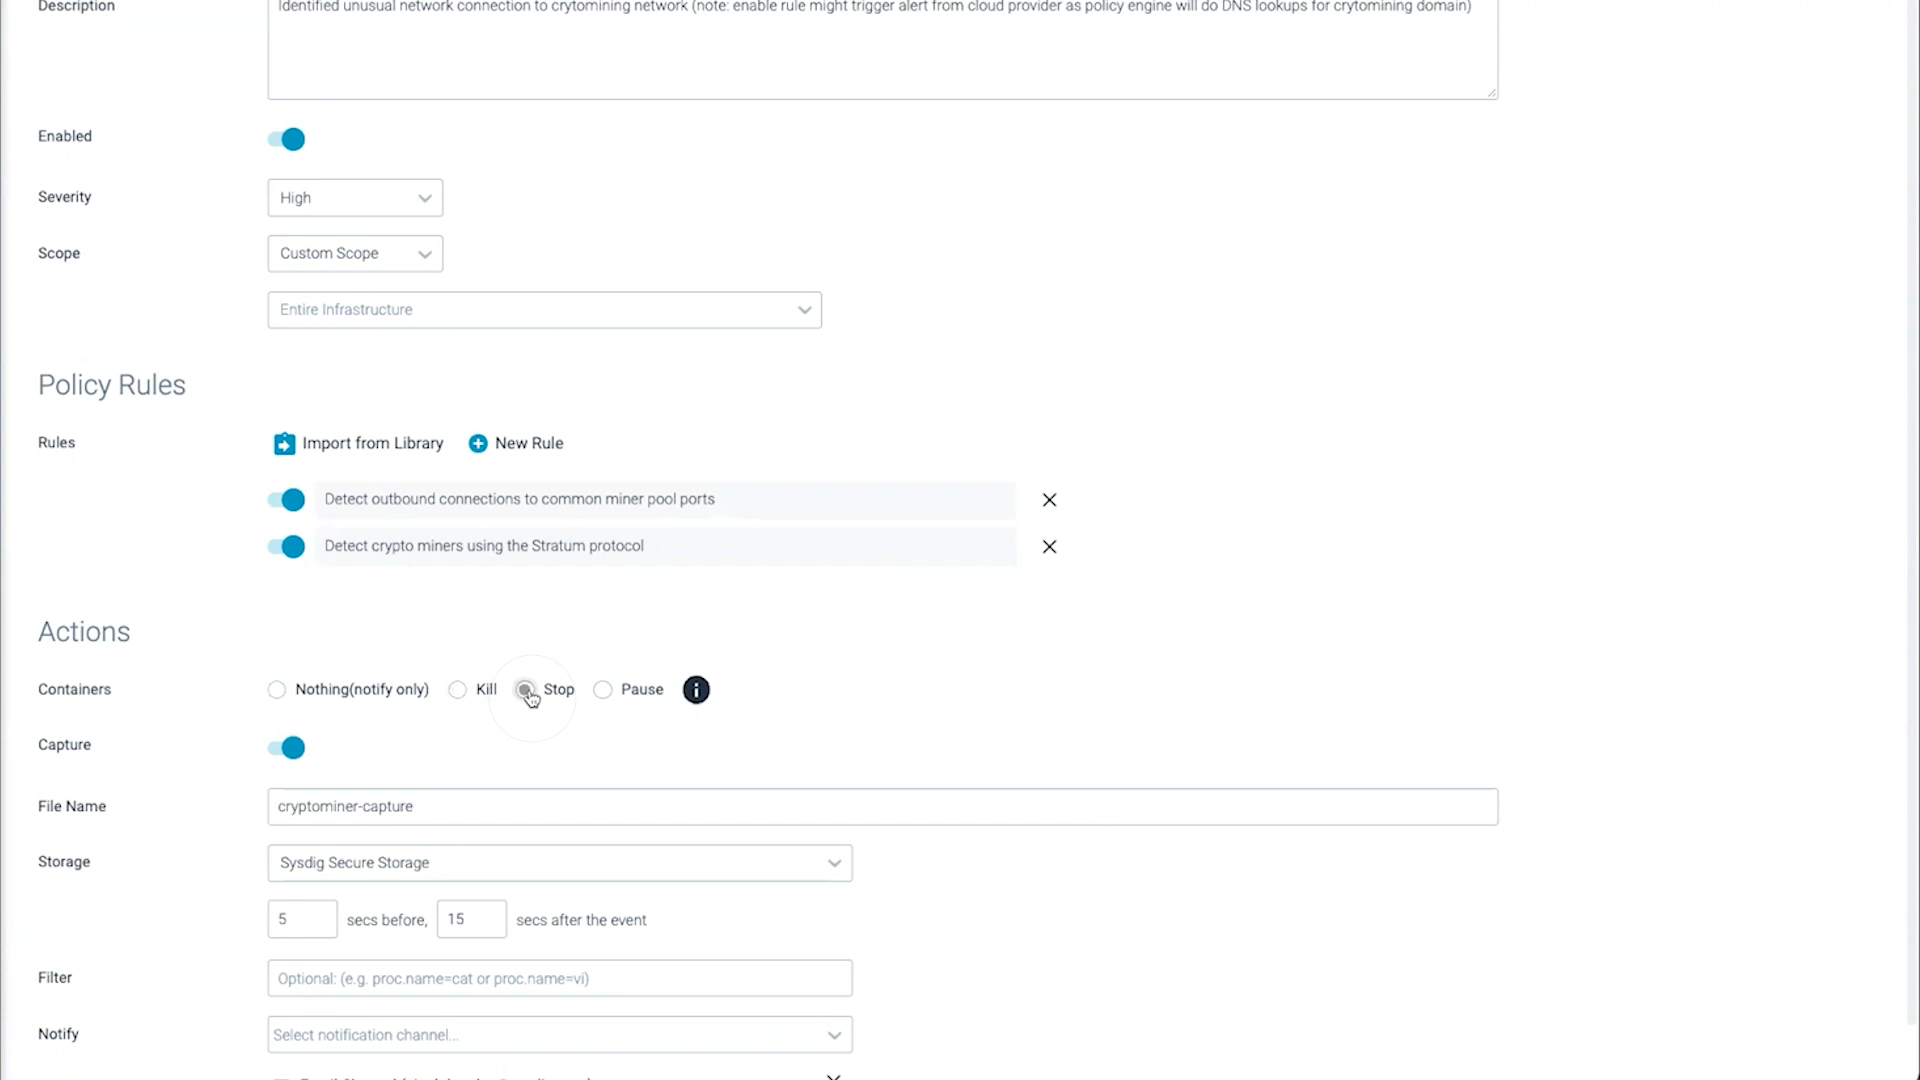 Description
Identified unusual network connection to crytomining network (note: enable rule might trigger alert from cloud provider as policy engine will do DNS lookups for crytomining domain)
Enabled
Severity
High
Scope
Custom Scope
Entire Infrastructure
Policy Rules
Rules
Import from Library
New Rule
Detect outbound connections to common miner pool ports
Detect crypto miners using the Stratum protocol
Actions
Containers
Nothing(notify only)
Kill
Stop
Pause
Capture
File Name
cryptominer-capture
Storage
Sysdig Secure Storage
5 secs before, 15 secs after the event
Filter
Optional: (e.g. proc.name=cat or proc.name=vi)
Notify
Select notification channel...